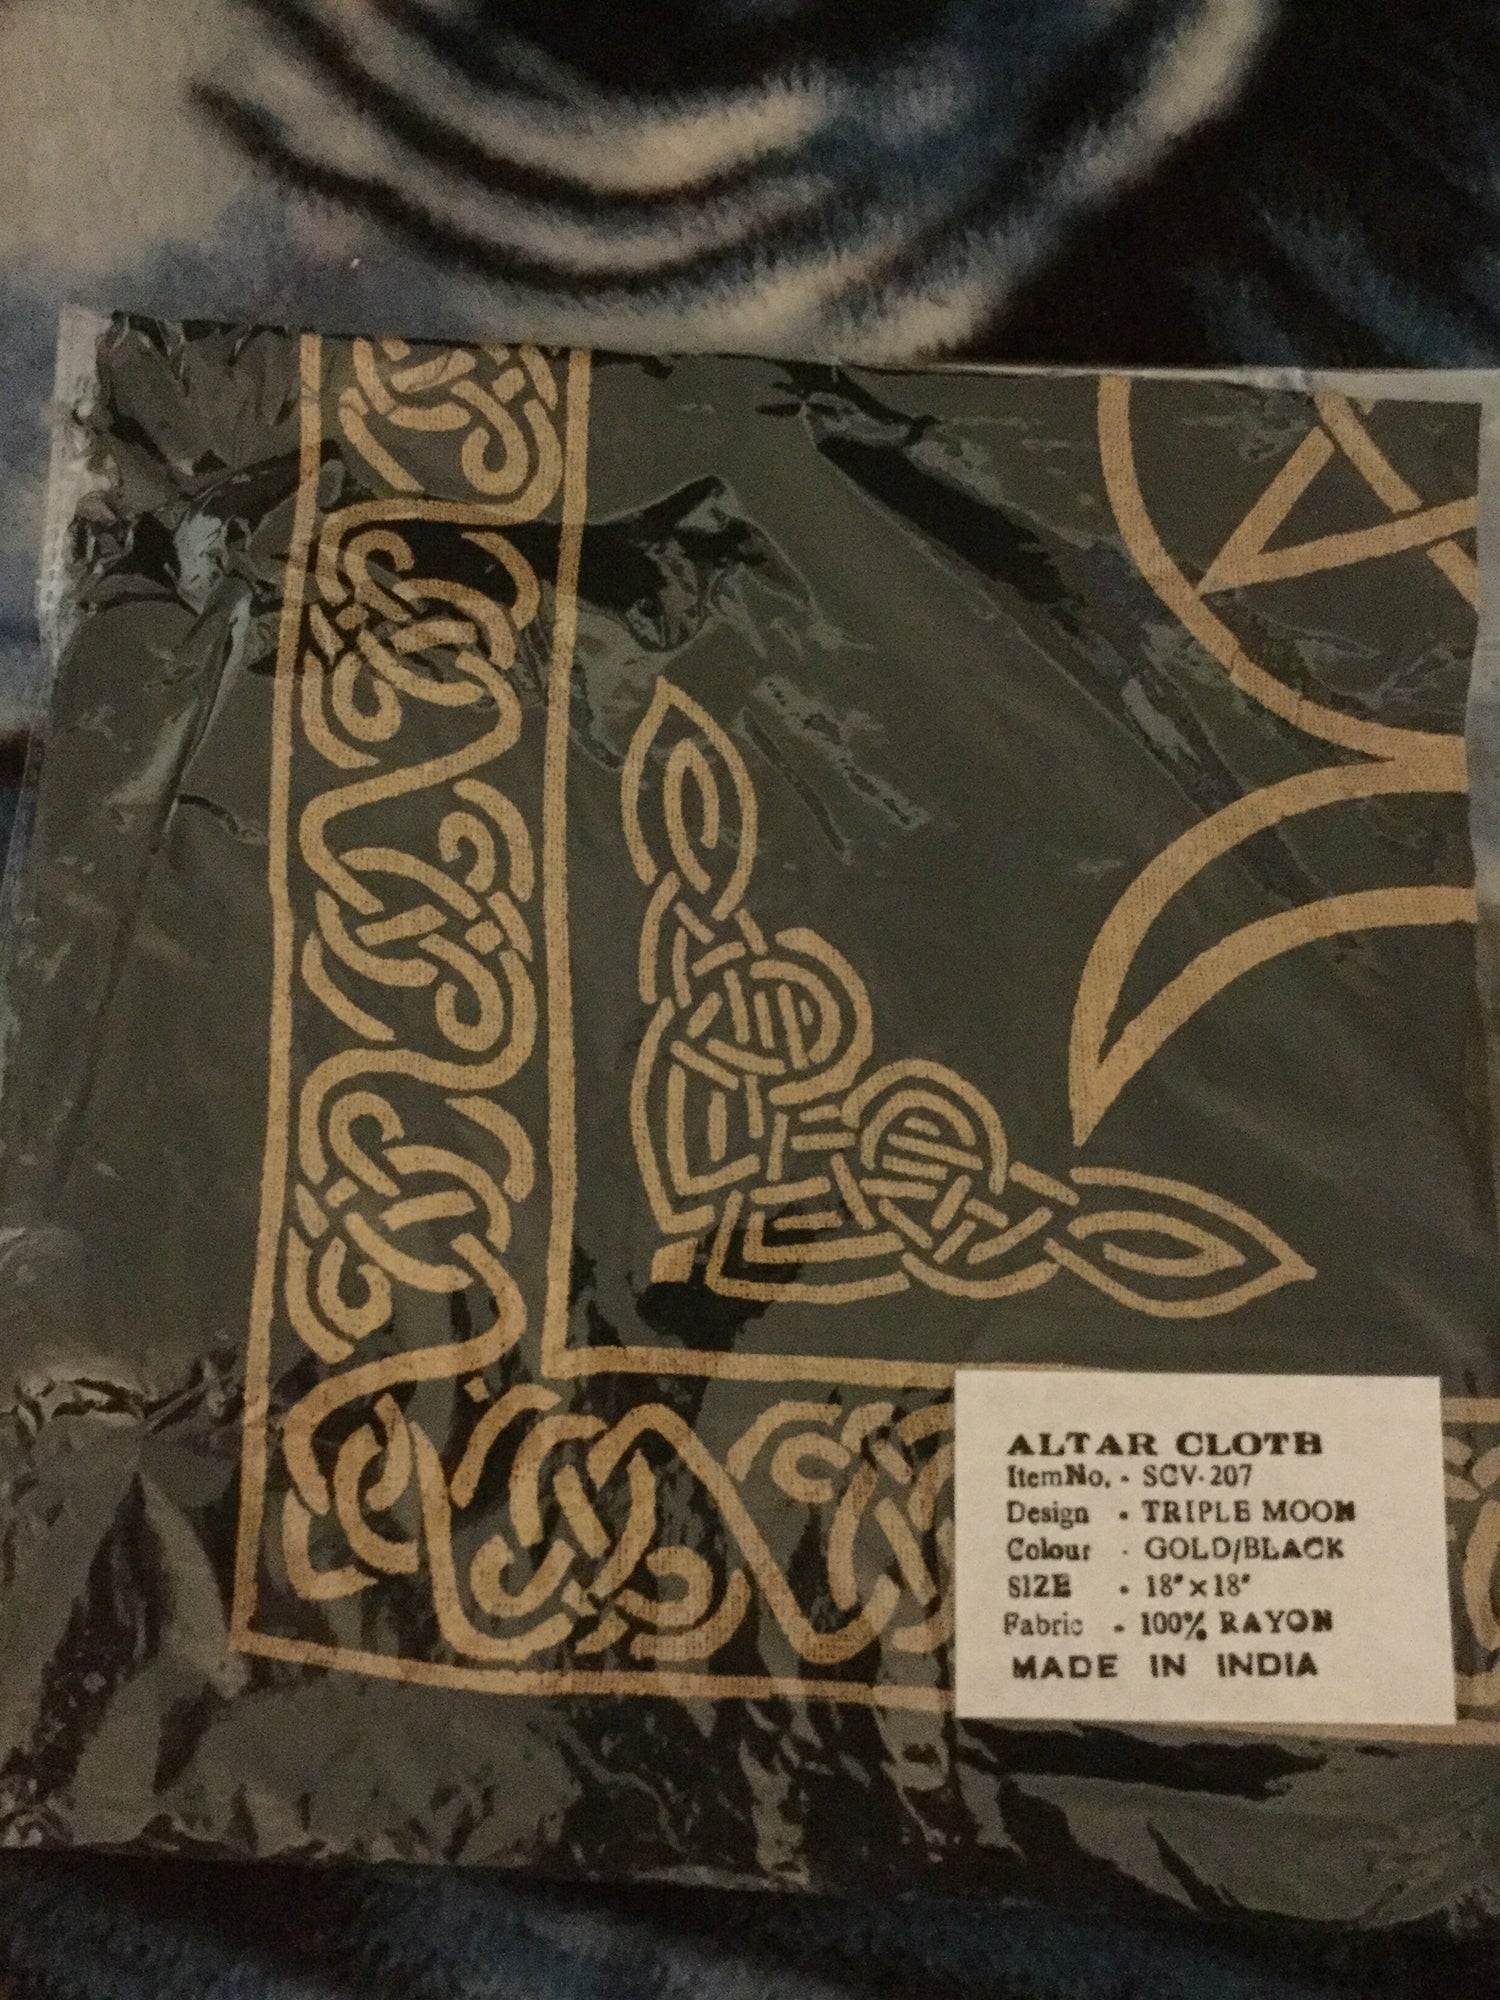 ALTAR CLOTH
ItemNo. - SCV-207
Design - TRIPLE MOON
Colour - GOLD/BLACK
SIZE - 18"x18"
Fabric - 100% RAYON
MADE IN INDIA